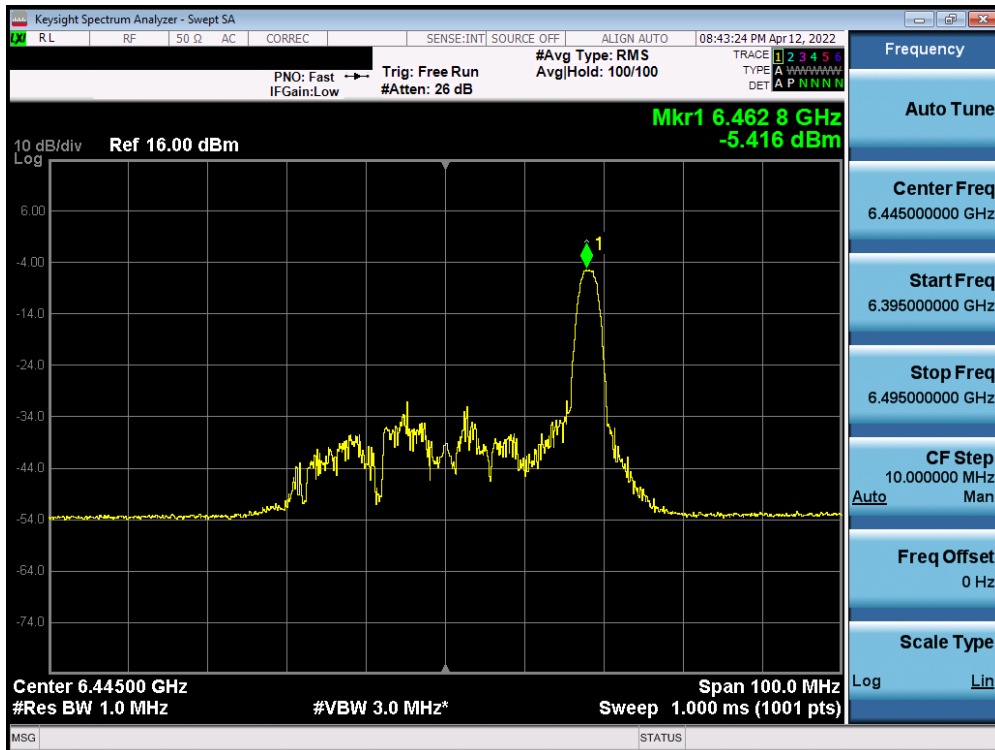 Keysight Spectrum Analyzer - Swept SA
LXI RL RF 50 Ω AC CORREC SENSE:INT SOURCE OFF ALIGN AUTO 08:43:24 PM Apr 12, 2022
PNO: Fast
IFGain:Low
Trig: Free Run
#Atten: 26 dB
#Avg Type: RMS
Avg|Hold: 100/100
TRACE 1 2 3 4 5 6
TYPE A WWWWW
DET A P N N N N
Mkr1 6.462 8 GHz
-5.416 dBm
10 dB/div Ref 16.00 dBm
Log
6.00
-4.00
-14.0
-24.0
-34.0
-44.0
-54.0
-64.0
-74.0
1
Center 6.44500 GHz Span 100.0 MHz
#Res BW 1.0 MHz #VBW 3.0 MHz* Sweep 1.000 ms (1001 pts)
MSG STATUS
Frequency
Auto Tune
Center Freq
6.445000000 GHz
Start Freq
6.395000000 GHz
Stop Freq
6.495000000 GHz
CF Step
10.000000 MHz
Auto Man
Freq Offset
0 Hz
Scale Type
Log Lin